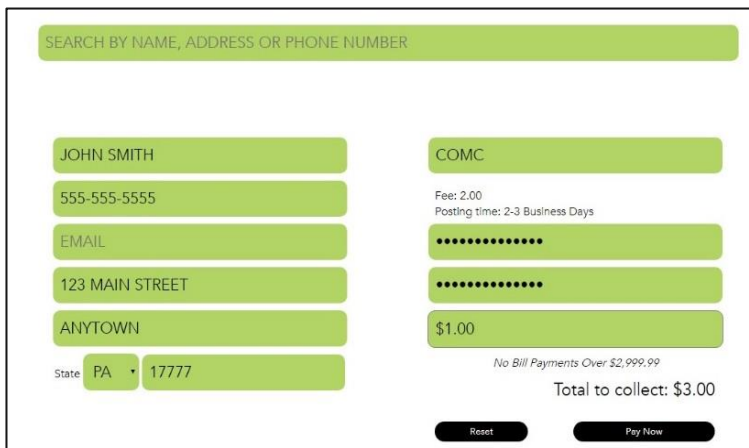 SEARCH BY NAME, ADDRESS OR PHONE NUMBER
JOHN SMITH
555-555-5555
EMAIL
123 MAIN STREET
ANYTOWN
State PA 17777
COMC
Fee: 2.00
Posting time: 2-3 Business Days
••••••••••••••
••••••••••••••
$1.00
No Bill Payments Over $2,999.99
Total to collect: $3.00
Reset
Pay Now